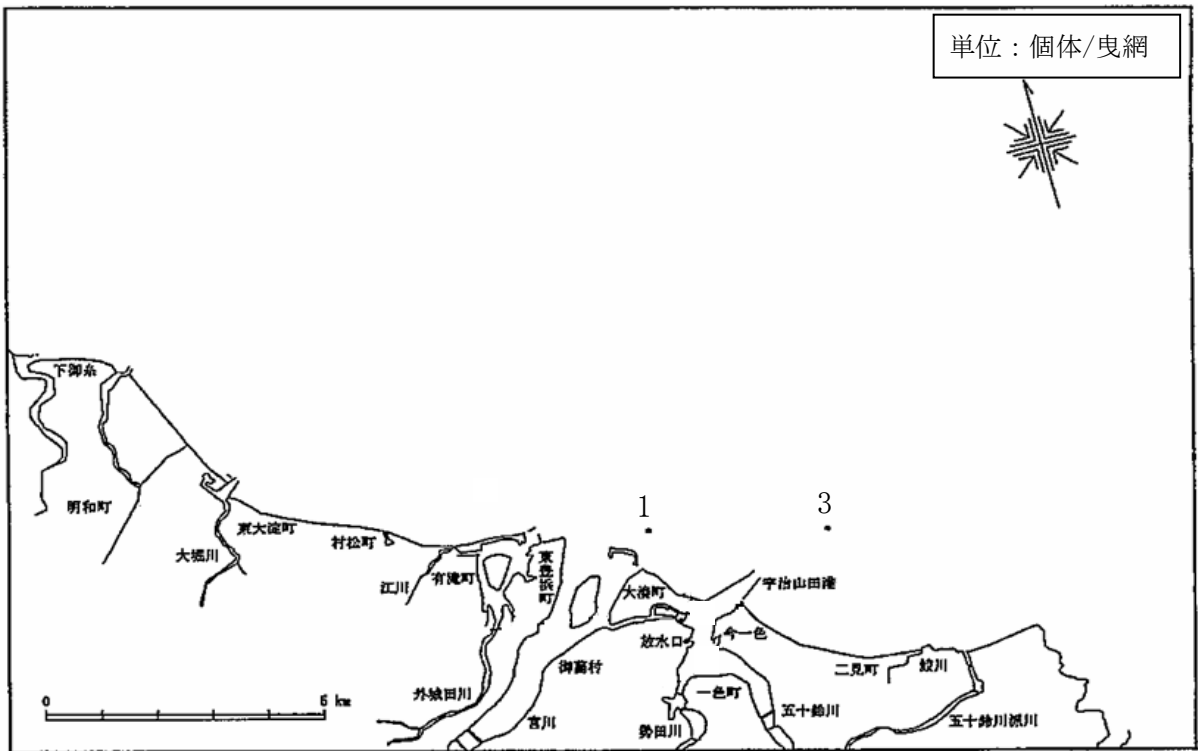 単位：個体/曳網
下御糸
明和町
大堀川
東大淀町
村松町
江川
有滝町
東豊浜町
外城田川
宮川
御薗村
1
3
大湊町
宇治山田港
放水口
今一色
一色町
勢田川
五十鈴川
二見町
五十鈴川派川
0
5 km